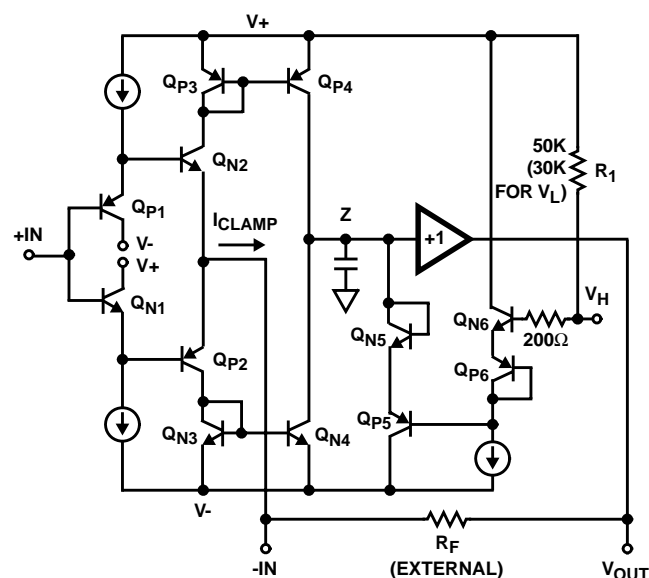 V+
QP3
QP4
50K
(30K
FOR VL)
R1
QN2
QP1
ICLAMP
Z
+1
+IN
V-
V+
VH
QN1
QN6
200Ω
QN5
QP2
QP6
QP5
QN3
QN4
V-
RF
-IN
(EXTERNAL)
VOUT